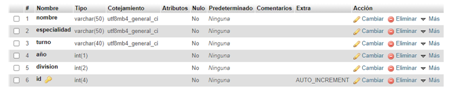 # Nombre Tipo Cotejamiento Atributos Nulo Predeterminado Comentarios Extra Acción
1 nombre varchar(50) utf8mb4_general_ci No Ninguna Cambiar Eliminar Más
2 especialidad varchar(50) utf8mb4_general_ci No Ninguna Cambiar Eliminar Más
3 turno varchar(40) utf8mb4_general_ci No Ninguna Cambiar Eliminar Más
4 año int(1) No Ninguna Cambiar Eliminar Más
5 division int(2) No Ninguna Cambiar Eliminar Más
6 id int(4) No Ninguna AUTO_INCREMENT Cambiar Eliminar Más